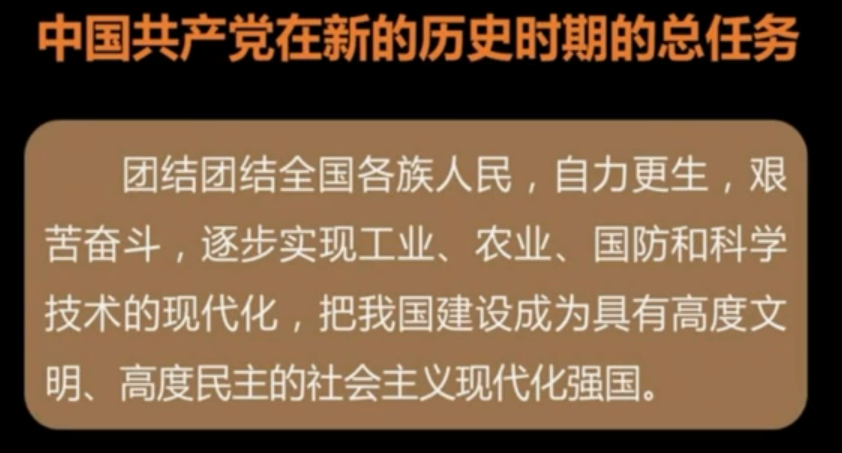 中国共产党在新的历史时期的总任务
团结团结全国各族人民，自力更生，艰
苦奋斗，逐步实现工业、农业、国防和科学
技术的现代化，把我国建设成为具有高度文
明、高度民主的社会主义现代化强国。